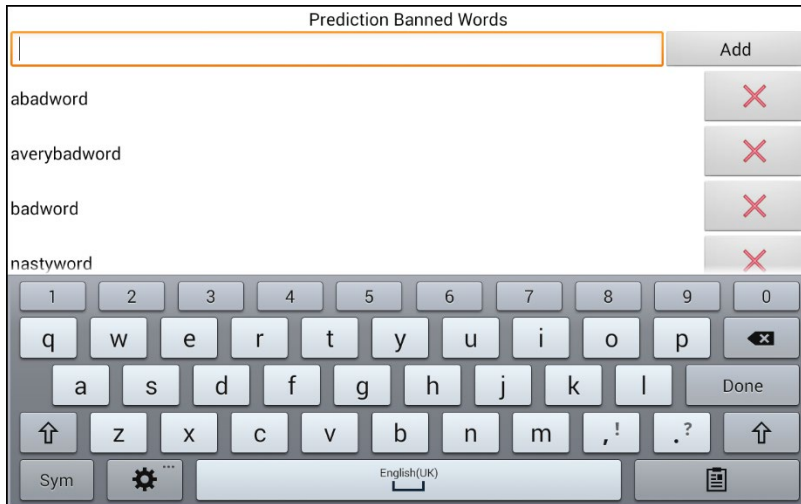 Prediction Banned Words
Add
abadword
averybadword
badword
nastyword
1 2 3 4 5 6 7 8 9 0
q w e r t y u i o p
a s d f g h j k l Done
z x c v b n m , ! . ?
Sym ... English(UK)